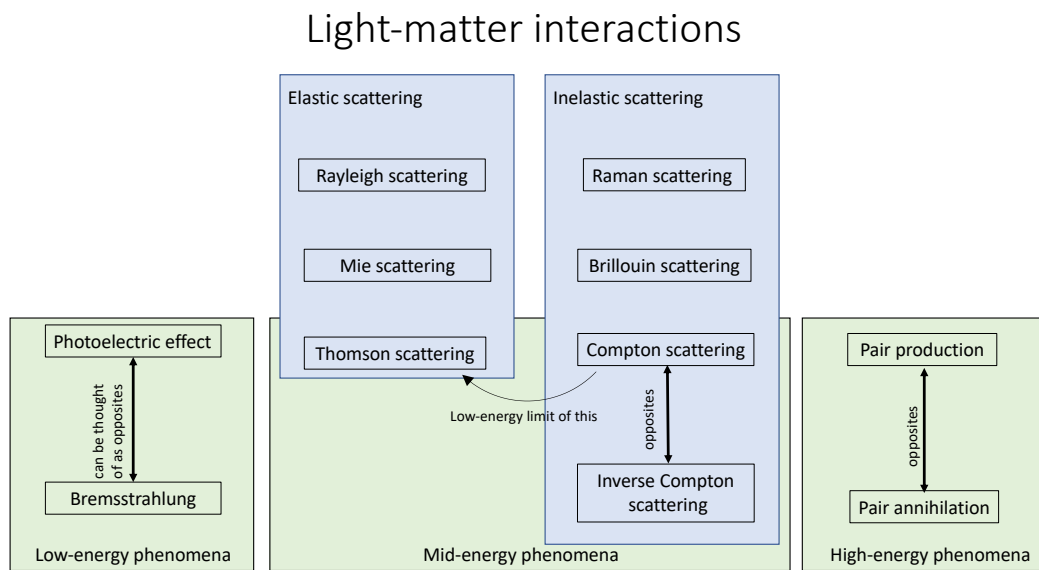 Light-matter interactions
Elastic scattering
Inelastic scattering
Rayleigh scattering
Raman scattering
Mie scattering
Brillouin scattering
Photoelectric effect
Thomson scattering
Compton scattering
Pair production
can be thought
of as opposites
Low-energy limit of this
opposites
opposites
Bremsstrahlung
Inverse Compton
scattering
Pair annihilation
Low-energy phenomena
Mid-energy phenomena
High-energy phenomena